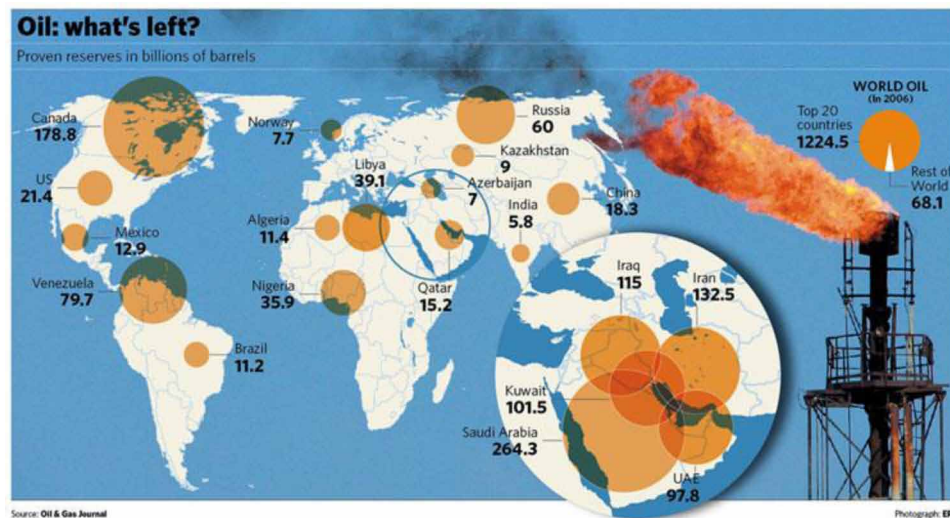 Oil: what's left?
Proven reserves in billions of barrels
Canada
178.8
US
21.4
Mexico
12.9
Venezuela
79.7
Brazil
11.2
Norway
7.7
Libya
39.1
Algeria
11.4
Nigeria
35.9
Russia
60
Kazakhstan
9
Azerbaijan
7
India
5.8
China
18.3
Qatar
15.2
Iraq
115
Iran
132.5
Kuwait
101.5
Saudi Arabia
264.3
UAE
97.8
WORLD OIL
(In 2006)
Top 20
countries
1224.5
Rest of
World
68.1
Source: Oil & Gas Journal
Photograph: